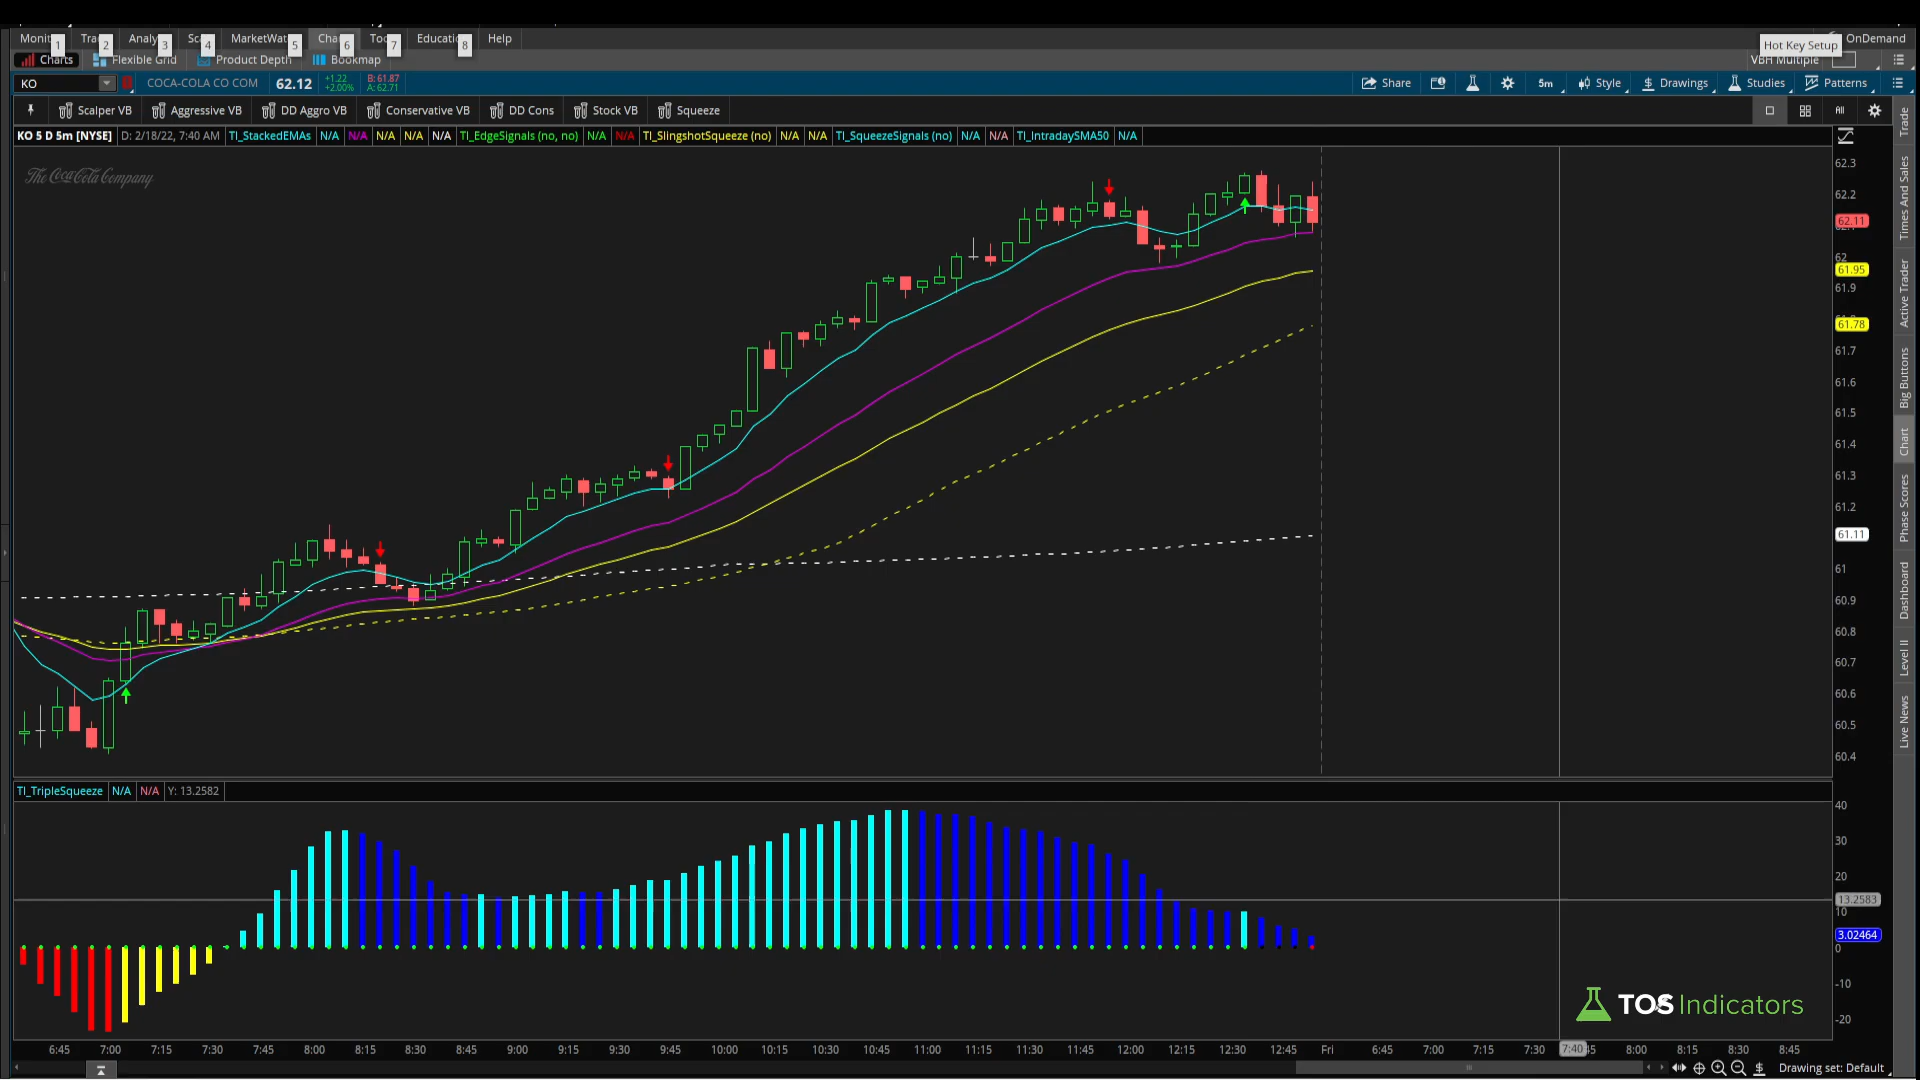 Monit 1 Tra 2 Analy 3 Sc 4 MarketWat 5 Cha 6 Too 7 Educati 8 Help Hot Key Setup OnDemand
Charts Flexible Grid Product Depth Bookmap VBH Multiple
KO COCA-COLA CO COM 62.12 +1.22 +2.00% B: 61.87 A: 62.71 Share 5m Style Drawings Studies Patterns
Scalper VB Aggressive VB DD Aggro VB Conservative VB DD Cons Stock VB Squeeze All
KO 5 D 5m [NYSE] D: 2/18/22, 7:40 AM TI_StackedEMAs N/A N/A N/A N/A N/A TI_EdgeSignals (no, no) N/A N/A TI_SlingshotSqueeze (no) N/A N/A TI_SqueezeSignals (no) N/A N/A TI_IntradaySMA50 N/A
The Coca-Cola Company
62.3
62.2
62.11
62
61.95
61.9
61.78
61.7
61.6
61.5
61.4
61.3
61.2
61.11
61
60.9
60.8
60.7
60.6
60.5
60.4
TI_TripleSqueeze N/A N/A Y: 13.2582
40
30
20
13.2583
10
3.02464
0
-10
-20
TOS Indicators
6:45 7:00 7:15 7:30 7:45 8:00 8:15 8:30 8:45 9:00 9:15 9:30 9:45 10:00 10:15 10:30 10:45 11:00 11:15 11:30 11:45 12:00 12:15 12:30 12:45 Fri 6:45 7:00 7:15 7:30 7:40 8:00 8:15 8:30 8:45
Drawing set: Default
Trade
Times And Sales
Active Trader
Big Buttons
Chart
Phase Scores
Dashboard
Level II
Live News